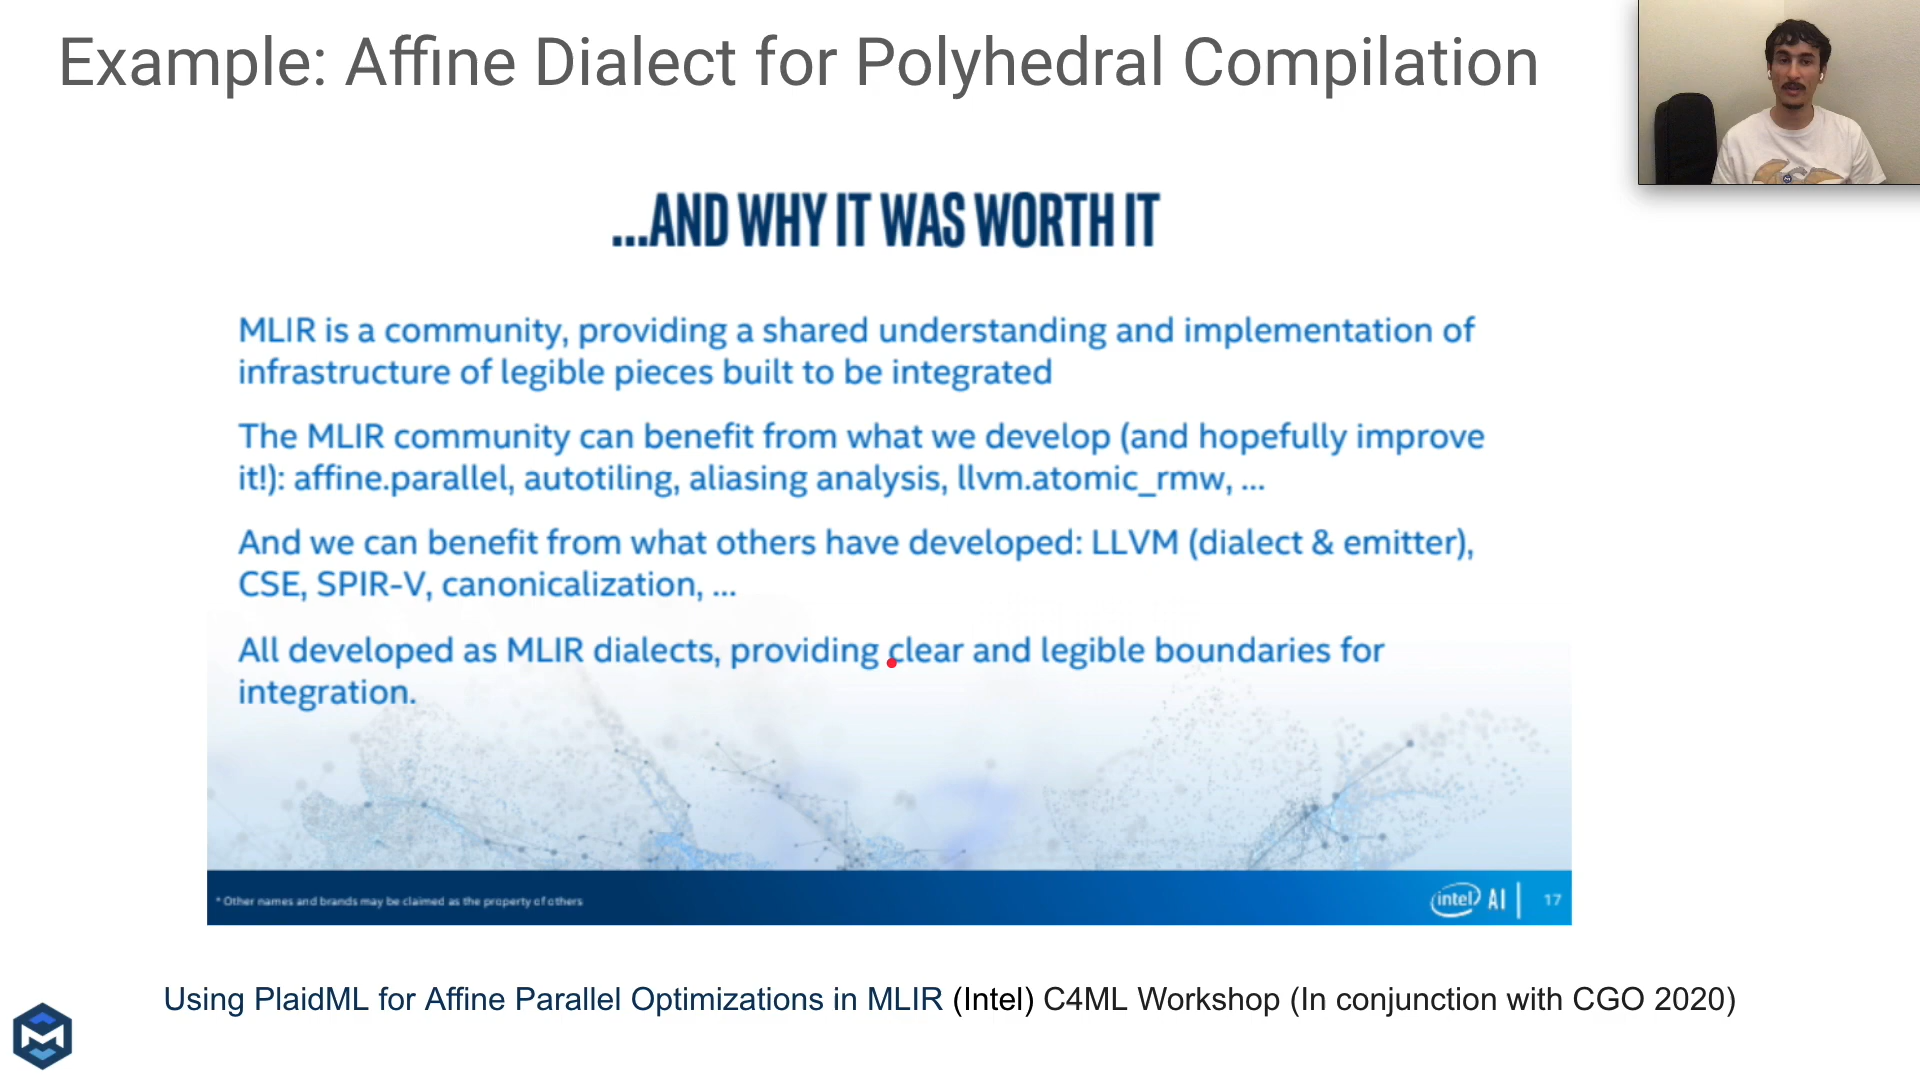 Example: Affine Dialect for Polyhedral Compilation
...AND WHY IT WAS WORTH IT
MLIR is a community, providing a shared understanding and implementation of
infrastructure of legible pieces built to be integrated
The MLIR community can benefit from what we develop (and hopefully improve
it!): affine.parallel, autotiling, aliasing analysis, llvm.atomic_rmw, ...
And we can benefit from what others have developed: LLVM (dialect & emitter),
CSE, SPIR-V, canonicalization, ...
All developed as MLIR dialects, providing clear and legible boundaries for
integration.
* Other names and brands may be claimed as the property of others
intel AI | 17
Using PlaidML for Affine Parallel Optimizations in MLIR (Intel) C4ML Workshop (In conjunction with CGO 2020)